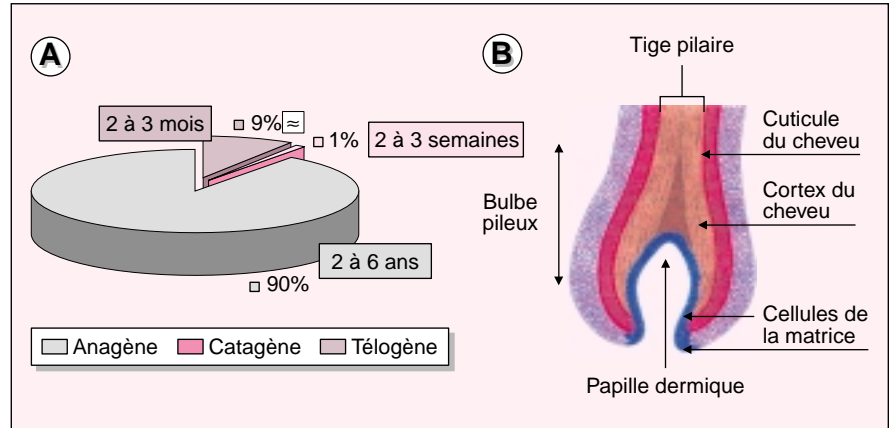 A
2 à 3 mois
9% ≈
1%
2 à 3 semaines
2 à 6 ans
90%
Anagène Catagène Télogène
B
Tige pilaire
Cuticule
du cheveu
Bulbe
pileux
Cortex du
cheveu
Cellules de
la matrice
Papille dermique